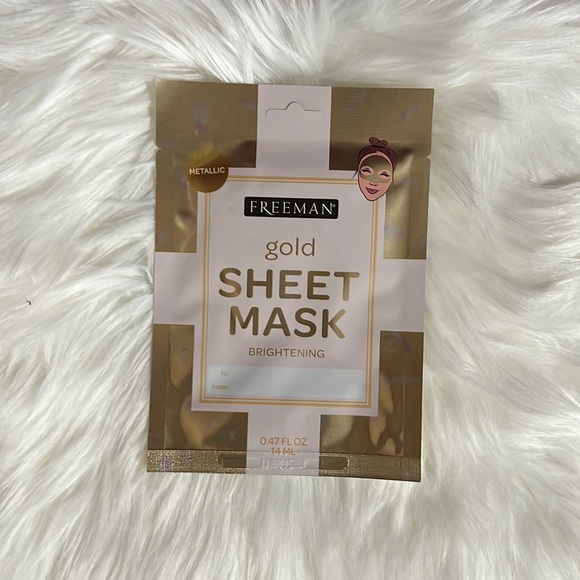 METALLIC
FREEMAN®
gold
SHEET
MASK
BRIGHTENING
TO:
FROM:
0.47 FL OZ
14 ML